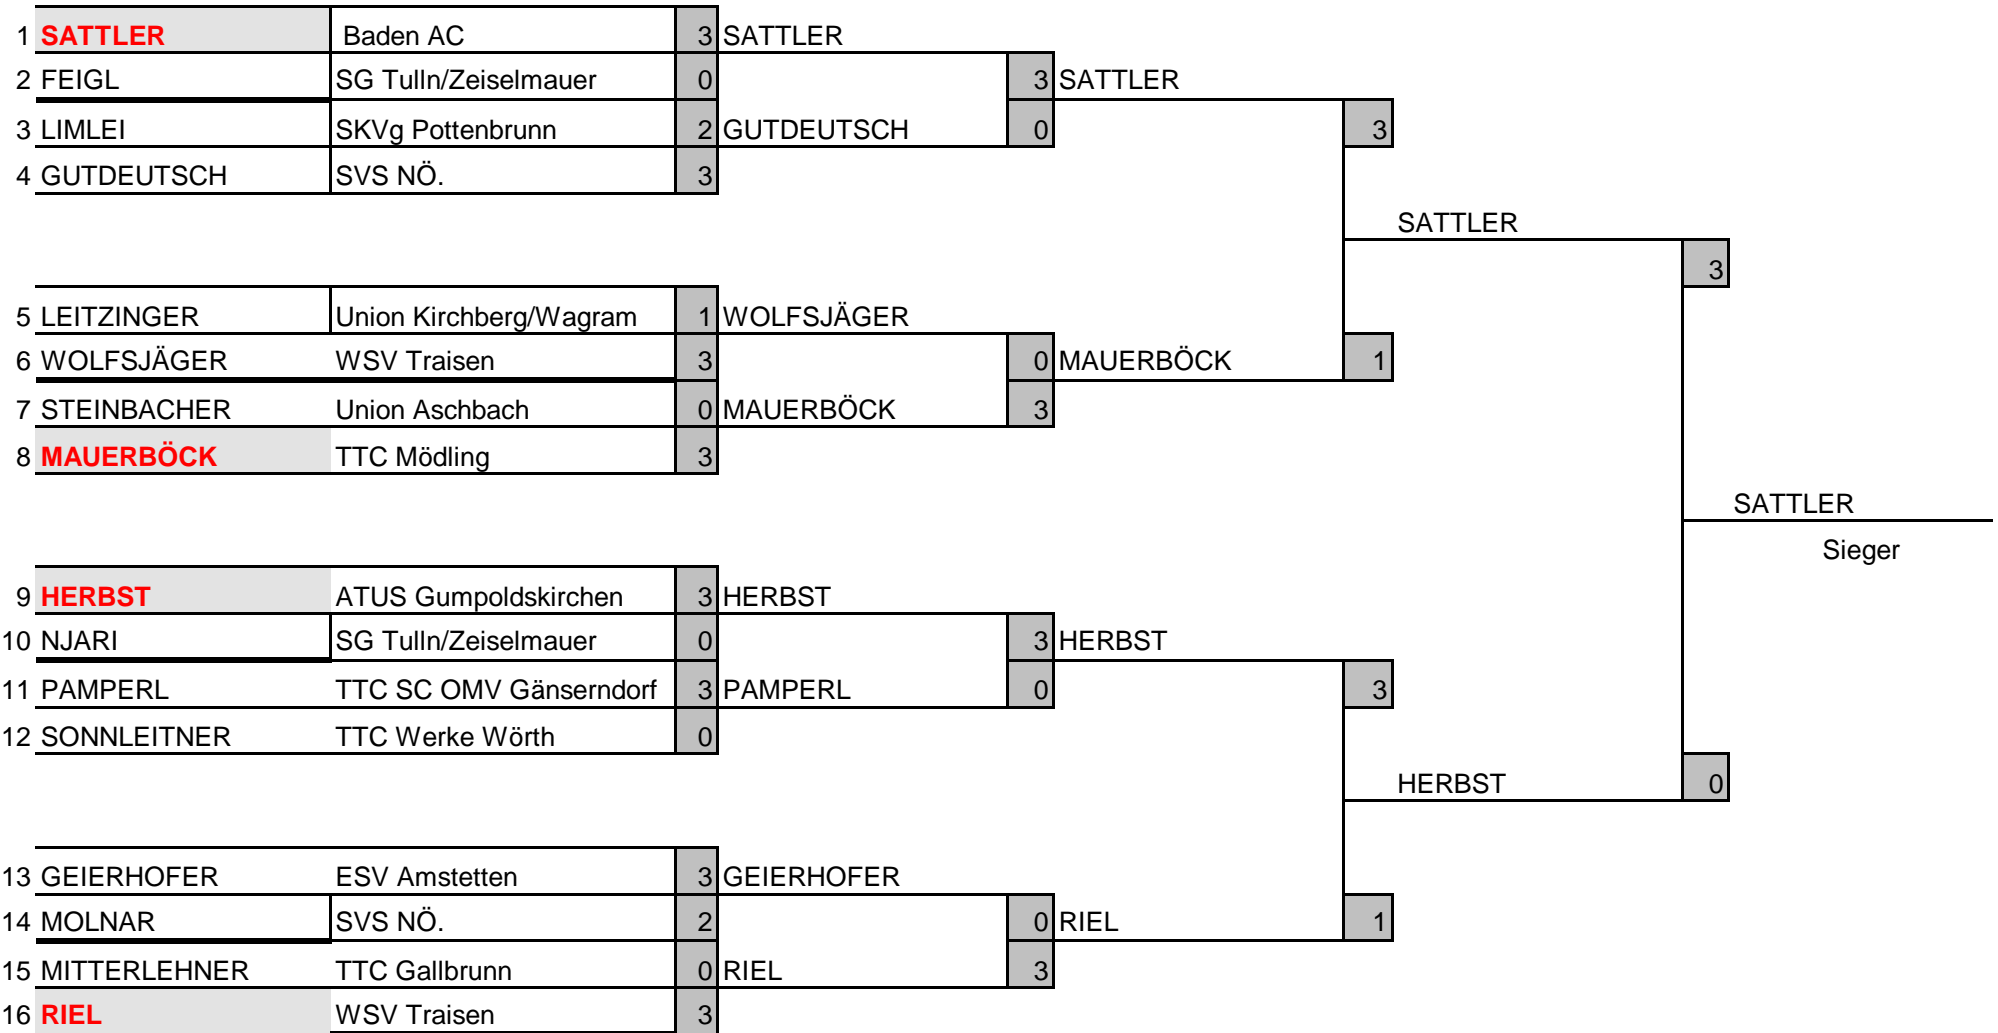 1 SATTLER Baden AC 3 SATTLER
2 FEIGL SG Tulln/Zeiselmauer 0 3 SATTLER
3 LIMLEI SKVg Pottenbrunn 2 GUTDEUTSCH 0 3
4 GUTDEUTSCH SVS NÖ. 3
SATTLER
3
5 LEITZINGER Union Kirchberg/Wagram 1 WOLFSJÄGER
6 WOLFSJÄGER WSV Traisen 3 0 MAUERBÖCK 1
7 STEINBACHER Union Aschbach 0 MAUERBÖCK 3
8 MAUERBÖCK TTC Mödling 3
SATTLER
Sieger
9 HERBST ATUS Gumpoldskirchen 3 HERBST
10 NJARI SG Tulln/Zeiselmauer 0 3 HERBST
11 PAMPERL TTC SC OMV Gänserndorf 3 PAMPERL 0 3
12 SONNLEITNER TTC Werke Wörth 0
HERBST 0
13 GEIERHOFER ESV Amstetten 3 GEIERHOFER
14 MOLNAR SVS NÖ. 2 0 RIEL 1
15 MITTERLEHNER TTC Gallbrunn 0 RIEL 3
16 RIEL WSV Traisen 3